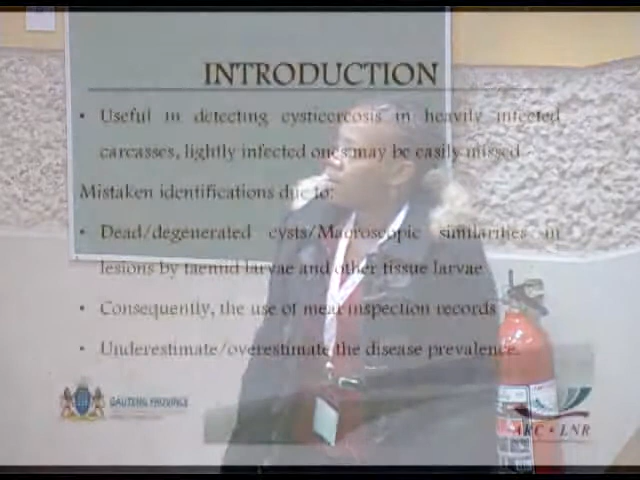 INTRODUCTION
• Useful in detecting cysticercosis in heavily infected
carcasses, lightly infected ones may be easily missed
Mistaken identifications due to:
• Dead/degenerated cysts/Macroscopic similarities in
lesions by taeniid larvae and other tissue larvae
• Consequently, the use of meat inspection records
• Underestimate/overestimate the disease prevalence.
GAUTENG PROVINCE
ARC • LNR